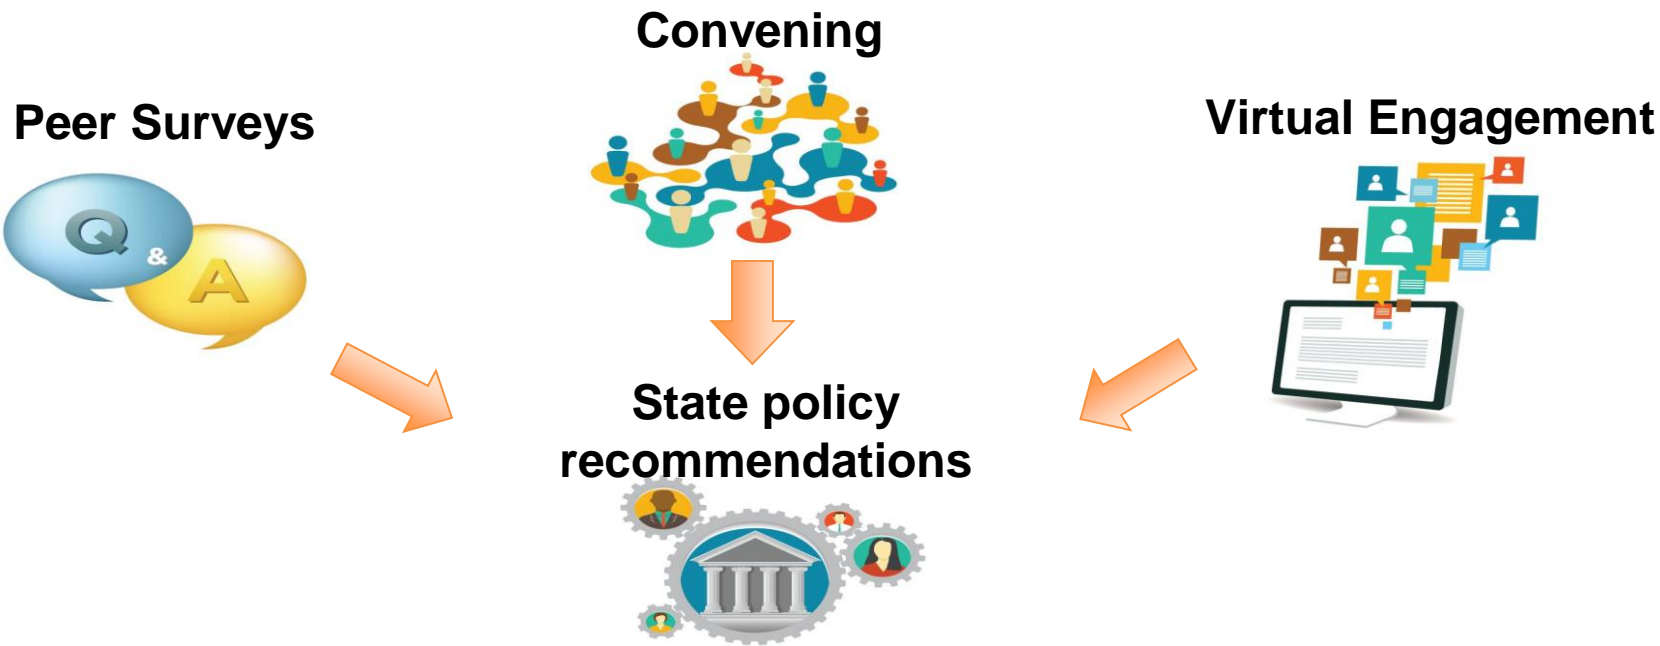 Convening
Peer Surveys
Virtual Engagement
Q
&
A
State policy
recommendations